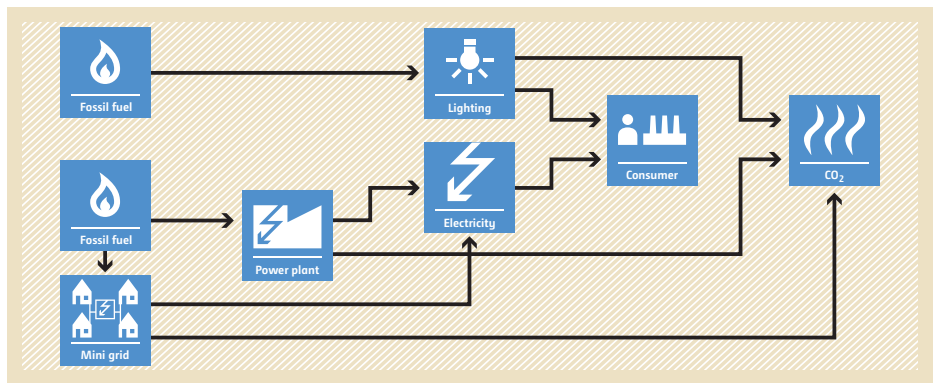 Fossil fuel
Lighting
Consumer
CO₂
Fossil fuel
Electricity
Power plant
Mini grid